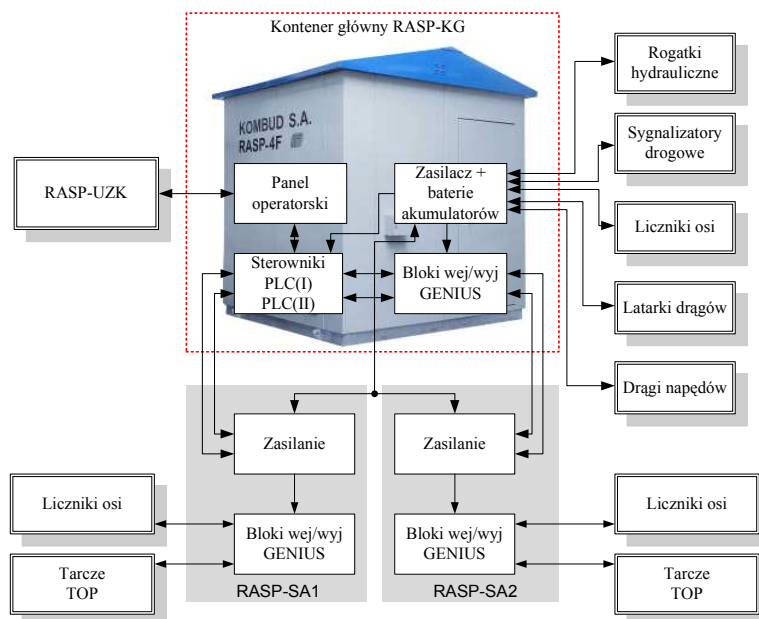 Kontener główny RASP-KG
KOMBUD S.A.
RASP-4F
Rogatki
hydrauliczne
Sygnalizatory
drogowe
RASP-UZK
Panel
operatorski
Zasilacz +
baterie
akumulatorów
Liczniki osi
Sterowniki
PLC(I)
PLC(II)
Bloki wej/wyj
GENIUS
Latarki drągów
Drągi napędów
Zasilanie
Zasilanie
Liczniki osi
Bloki wej/wyj
GENIUS
Bloki wej/wyj
GENIUS
Liczniki osi
Tarcze
TOP
Tarcze
TOP
RASP-SA1
RASP-SA2